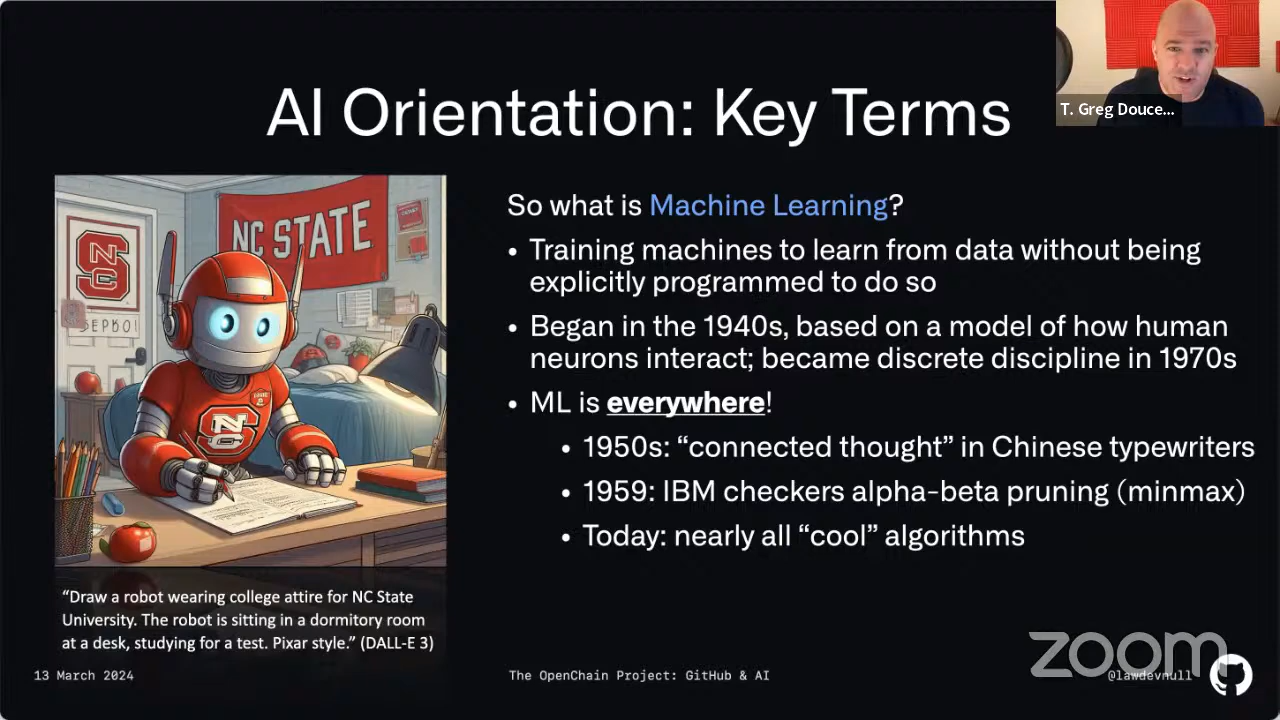 T. Greg Douce...
AI Orientation: Key Terms
NC STATE
NC
S
So what is Machine Learning?
• Training machines to learn from data without being
explicitly programmed to do so
• Began in the 1940s, based on a model of how human
neurons interact; became discrete discipline in 1970s
• ML is everywhere!
• 1950s: “connected thought” in Chinese typewriters
• 1959: IBM checkers alpha-beta pruning (minmax)
• Today: nearly all “cool” algorithms
“Draw a robot wearing college attire for NC State
University. The robot is sitting in a dormitory room
at a desk, studying for a test. Pixar style.” (DALL-E 3)
13 March 2024
The OpenChain Project: GitHub & AI
@lawdevnull
zoom